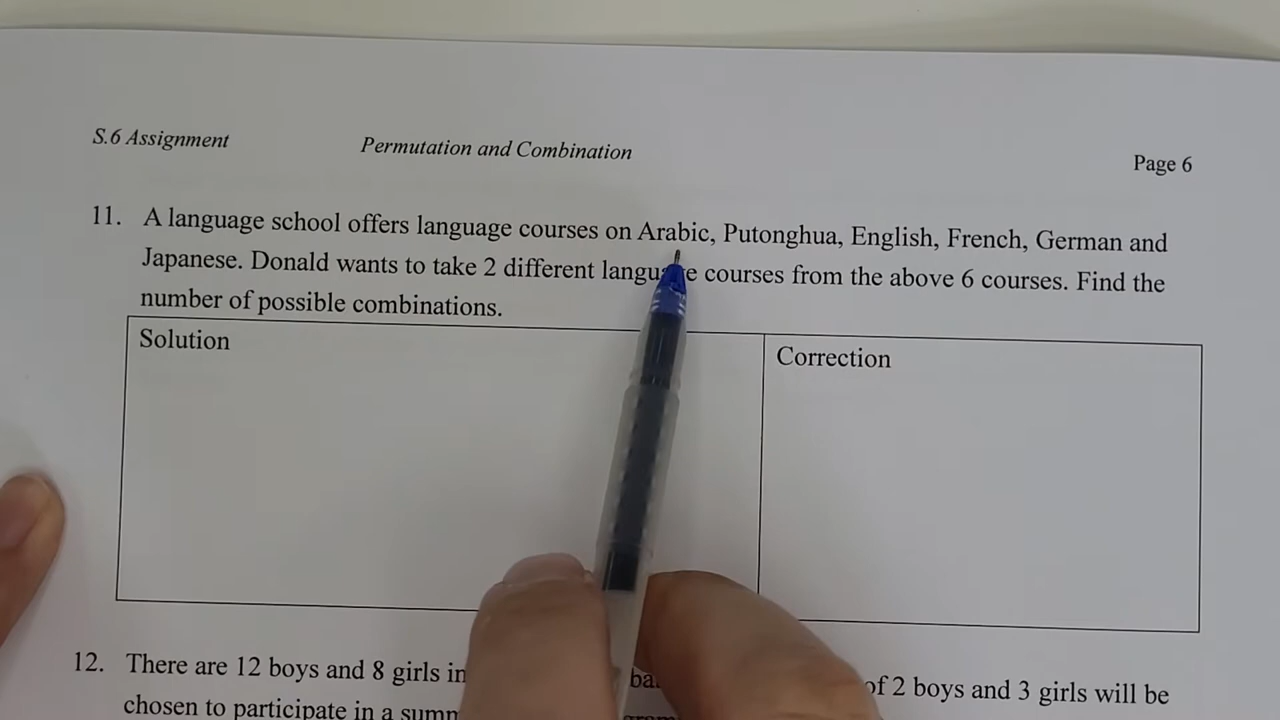 S.6 Assignment Permutation and Combination Page 6
11. A language school offers language courses on Arabic, Putonghua, English, French, German and
Japanese. Donald wants to take 2 different language courses from the above 6 courses. Find the
number of possible combinations.
Solution Correction
12. There are 12 boys and 8 girls in of 2 boys and 3 girls will be
chosen to participate in a